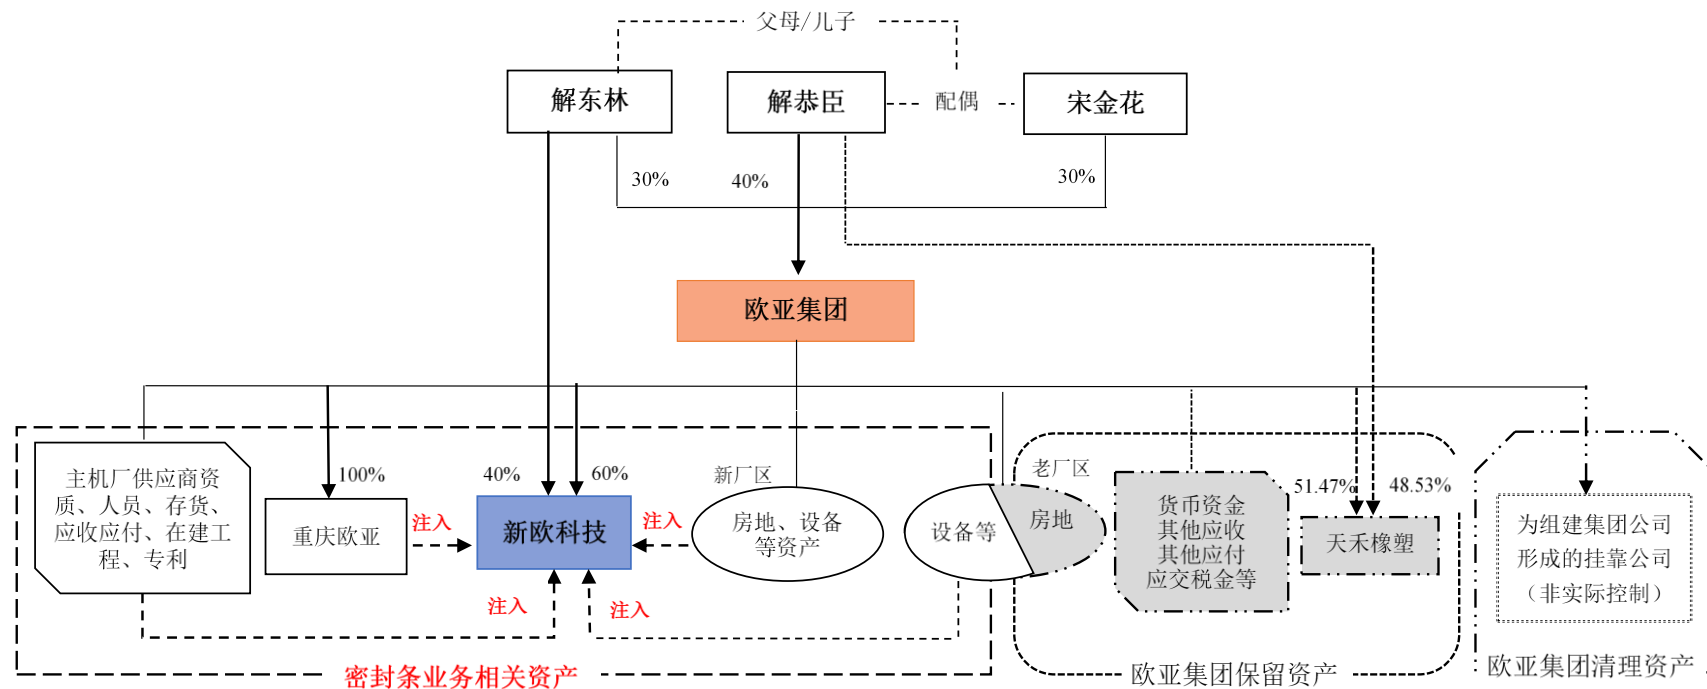 父母/儿子
解东林
解恭臣
配偶
宋金花
30%
40%
30%
欧亚集团
主机厂供应商资
质、人员、存货、
应收应付、在建工
程、专利
100%
重庆欧亚
注入
40%
60%
新欧科技
注入
新厂区
房地、设备
等资产
设备等
老厂区
房地
货币资金
其他应收
其他应付
应交税金等
51.47%
48.53%
天禾橡塑
为组建集团公司
形成的挂靠公司
（非实际控制）
注入
注入
密封条业务相关资产
欧亚集团保留资产
欧亚集团清理资产